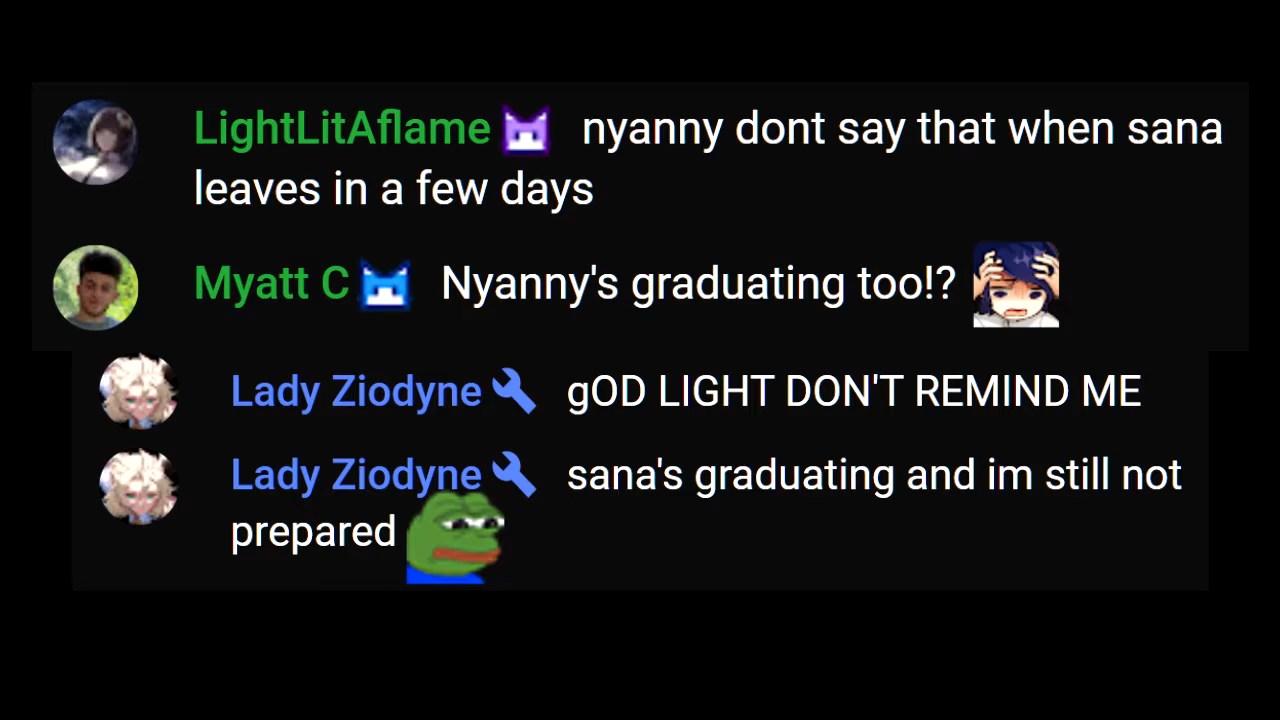 LightLitAflame nyanny dont say that when sana
leaves in a few days
Myatt C Nyanny's graduating too!?
Lady Ziodyne gOD LIGHT DON'T REMIND ME
Lady Ziodyne sana's graduating and im still not
prepared